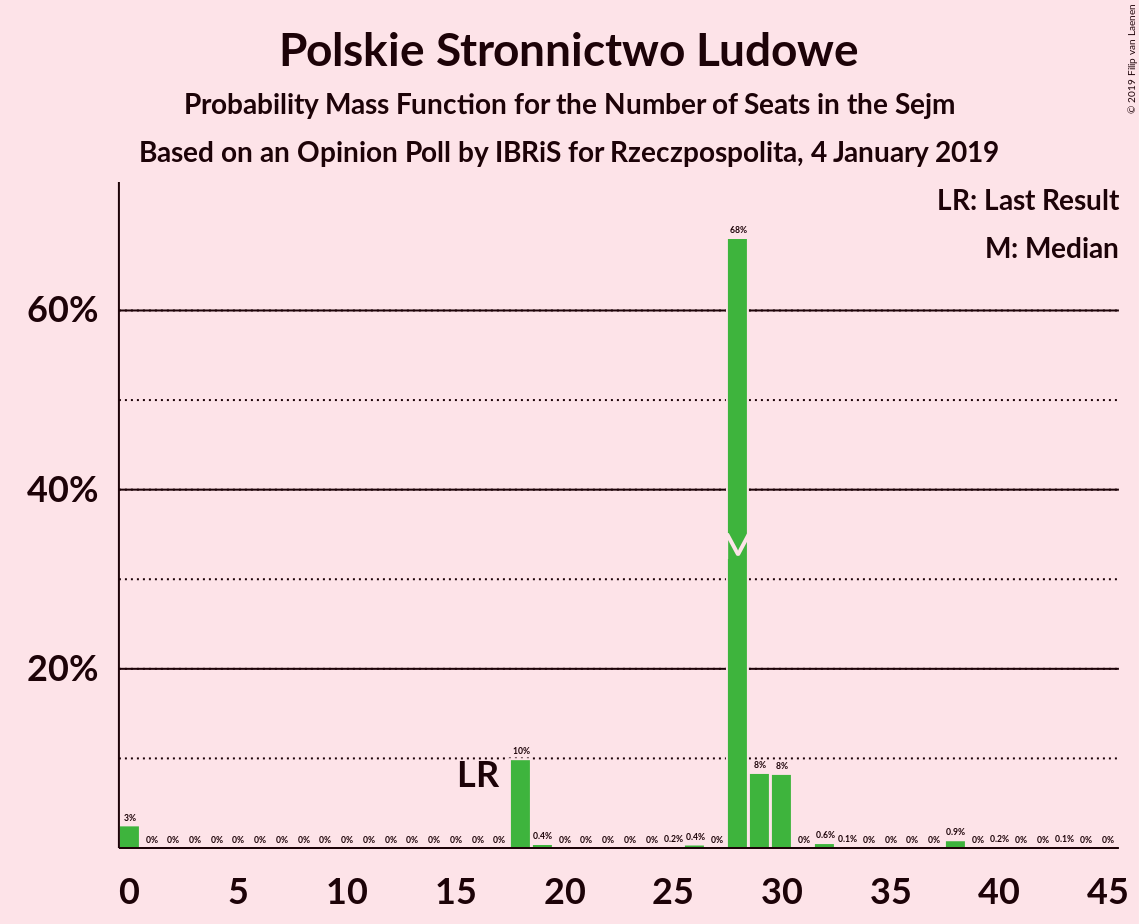 Polskie Stronnictwo Ludowe
Probability Mass Function for the Number of Seats in the Sejm
Based on an Opinion Poll by IBRiS for Rzeczpospolita, 4 January 2019
© 2019 Filip van Laenen
LR: Last Result
M: Median
68%
60%
40%
20%
LR
10%
8% 8%
3% 0% 0% 0% 0% 0% 0% 0% 0% 0% 0% 0% 0% 0% 0% 0% 0% 0% 0.4% 0% 0% 0% 0% 0% 0.2% 0.4% 0% 0% 0.6% 0.1% 0% 0% 0% 0% 0.9% 0% 0.2% 0% 0% 0.1% 0% 0%
0 5 10 15 20 25 30 35 40 45